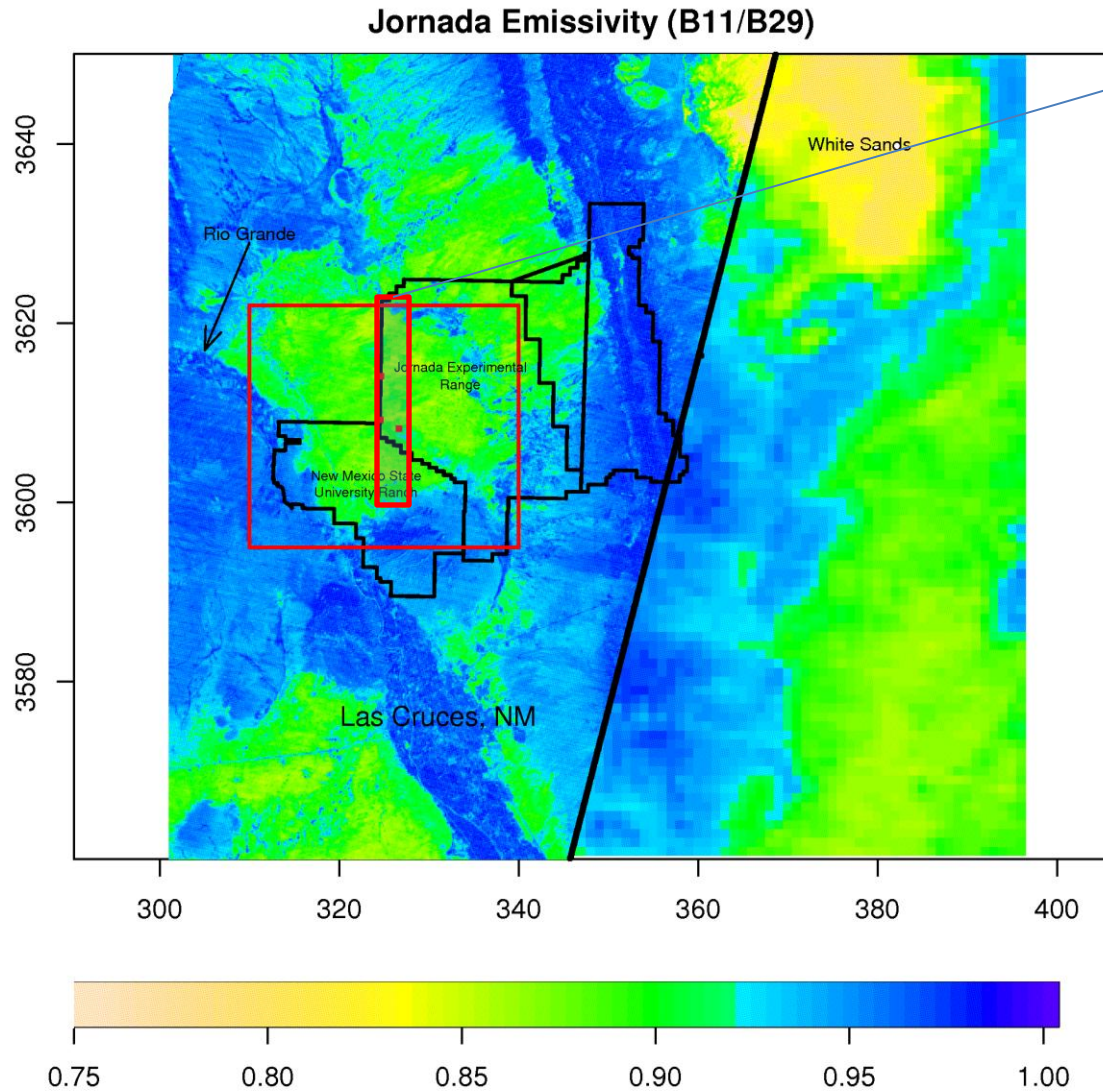 Jornada Emissivity (B11/B29)
3640
3620
3600
3580
White Sands
Rio Grande
Jornada Experimental
Range
New Mexico State
University Ranch
Las Cruces, NM
300
320
340
360
380
400
0.75
0.80
0.85
0.90
0.95
1.00